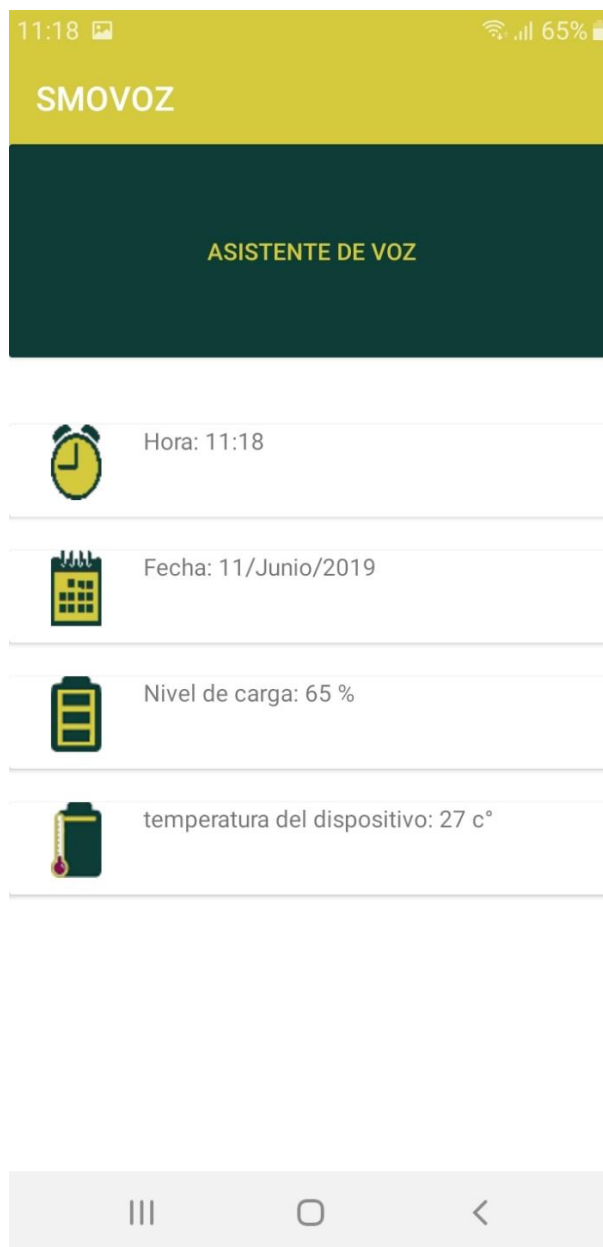 11:18 65%
SMOVOZ
ASISTENTE DE VOZ
Hora: 11:18
Fecha: 11/Junio/2019
Nivel de carga: 65 %
temperatura del dispositivo: 27 c°